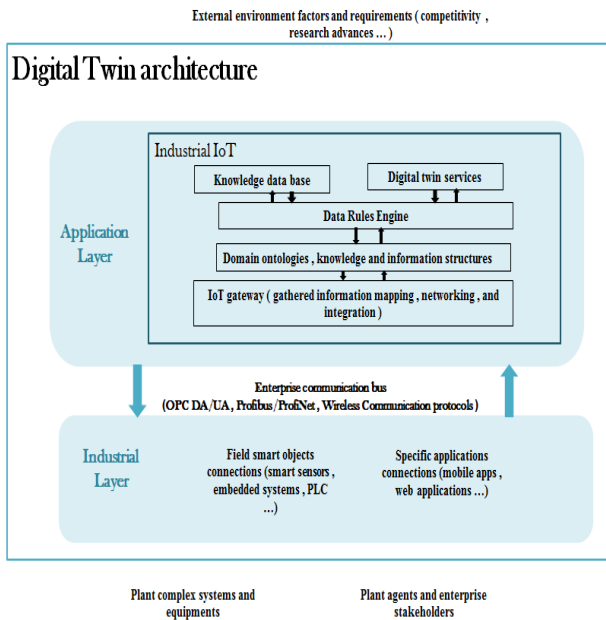 External environment factors and requirements ( competitivity ,
research advances ... )
Digital Twin architecture
Industrial IoT
Knowledge data base
Digital twin services
Data Rules Engine
Application
Layer
Domain ontologies , knowledge and information structures
IoT gateway ( gathered information mapping , networking , and
integration )
Enterprise communication bus
(OPC DA/UA , Profibus/ProfiNet , Wireless Communication protocols )
Industrial
Layer
Field smart objects
connections (smart sensors ,
embedded systems , PLC
...)
Specific applications
connections (mobile apps ,
web applications ...)
Plant complex systems and
equipments
Plant agents and enterprise
stakeholders